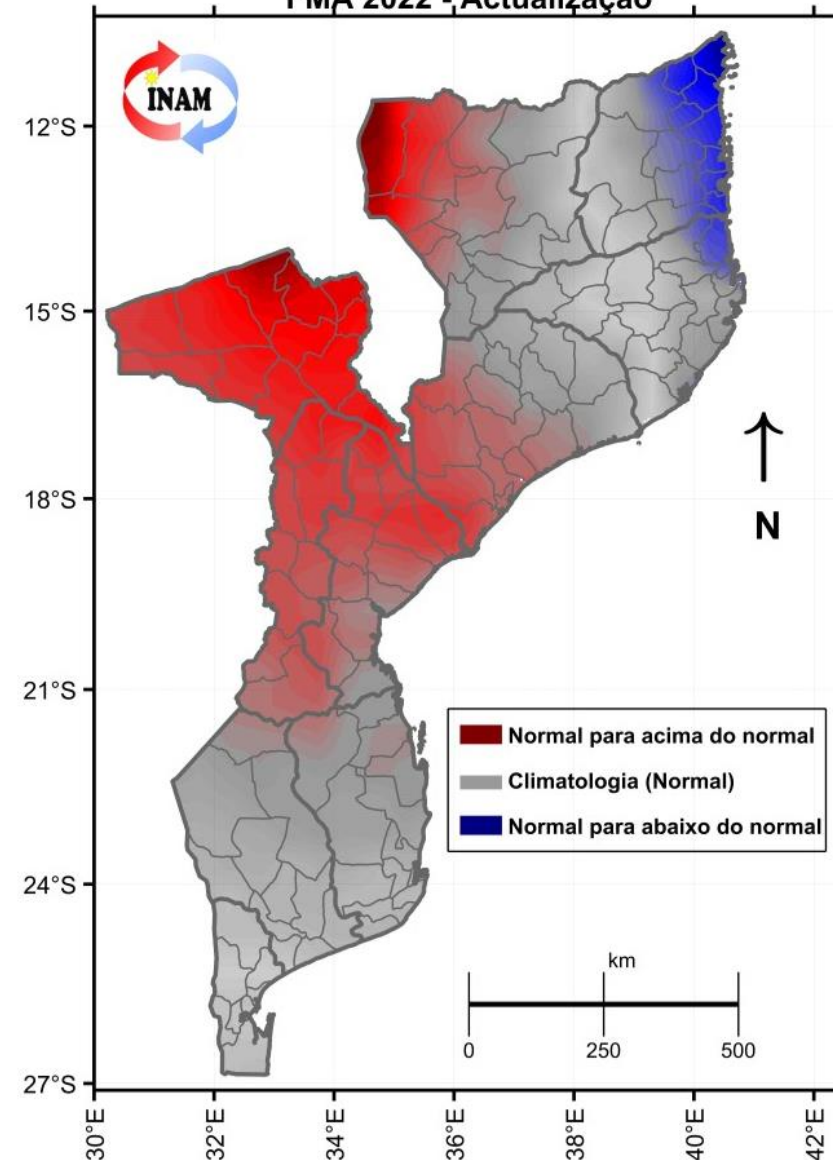 FMA 2022 - Actualização
INAM
12°S
15°S
18°S
21°S
24°S
27°S
N
Normal para acima do normal
Climatologia (Normal)
Normal para abaixo do normal
km
0 250 500
30°E 32°E 34°E 36°E 38°E 40°E 42°E